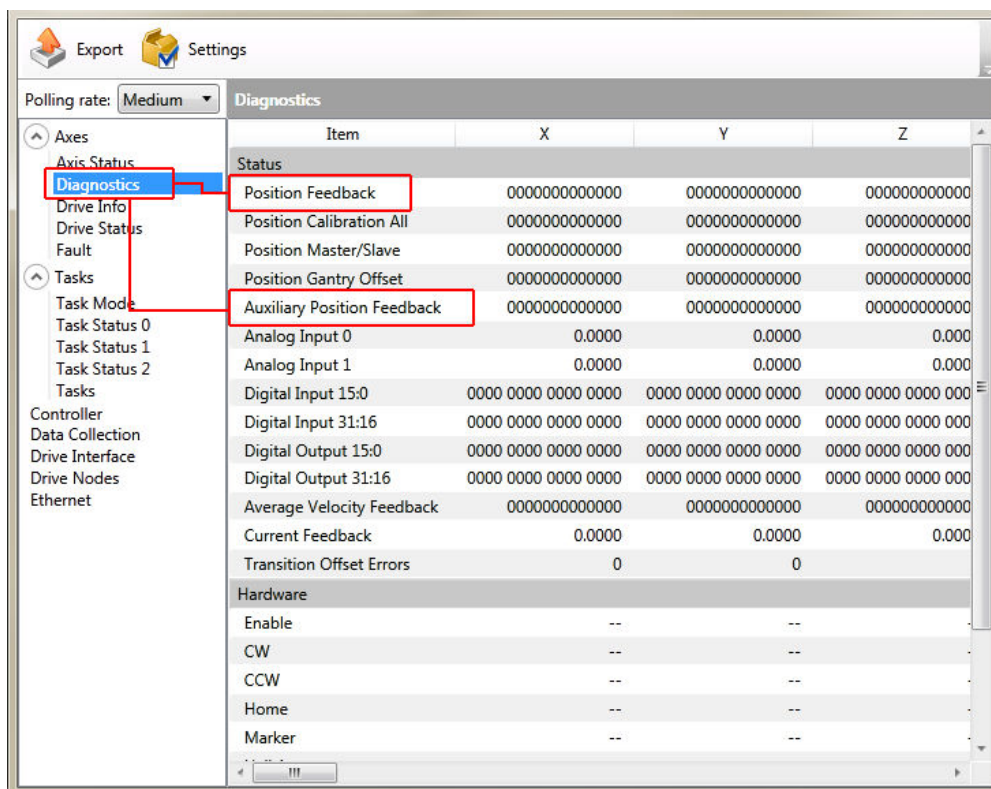 Export Settings
Polling rate: Medium
Diagnostics
Axes
Axis Status
Diagnostics
Drive Info
Drive Status
Fault
Tasks
Task Mode
Task Status 0
Task Status 1
Task Status 2
Tasks
Controller
Data Collection
Drive Interface
Drive Nodes
Ethernet
Item X Y Z
Status
Position Feedback 0000000000000 0000000000000 000000000000
Position Calibration All 0000000000000 0000000000000 000000000000
Position Master/Slave 0000000000000 0000000000000 000000000000
Position Gantry Offset 0000000000000 0000000000000 000000000000
Auxiliary Position Feedback 0000000000000 0000000000000 000000000000
Analog Input 0 0.0000 0.0000 0.000
Analog Input 1 0.0000 0.0000 0.000
Digital Input 15:0 0000 0000 0000 0000 0000 0000 0000 0000 0000 0000 0000 000
Digital Input 31:16 0000 0000 0000 0000 0000 0000 0000 0000 0000 0000 0000 000
Digital Output 15:0 0000 0000 0000 0000 0000 0000 0000 0000 0000 0000 0000 000
Digital Output 31:16 0000 0000 0000 0000 0000 0000 0000 0000 0000 0000 0000 000
Average Velocity Feedback 0000000000000 0000000000000 000000000000
Current Feedback 0.0000 0.0000 0.000
Transition Offset Errors 0 0
Hardware
Enable -- -- -
CW -- -- -
CCW -- -- -
Home -- -- -
Marker -- -- -